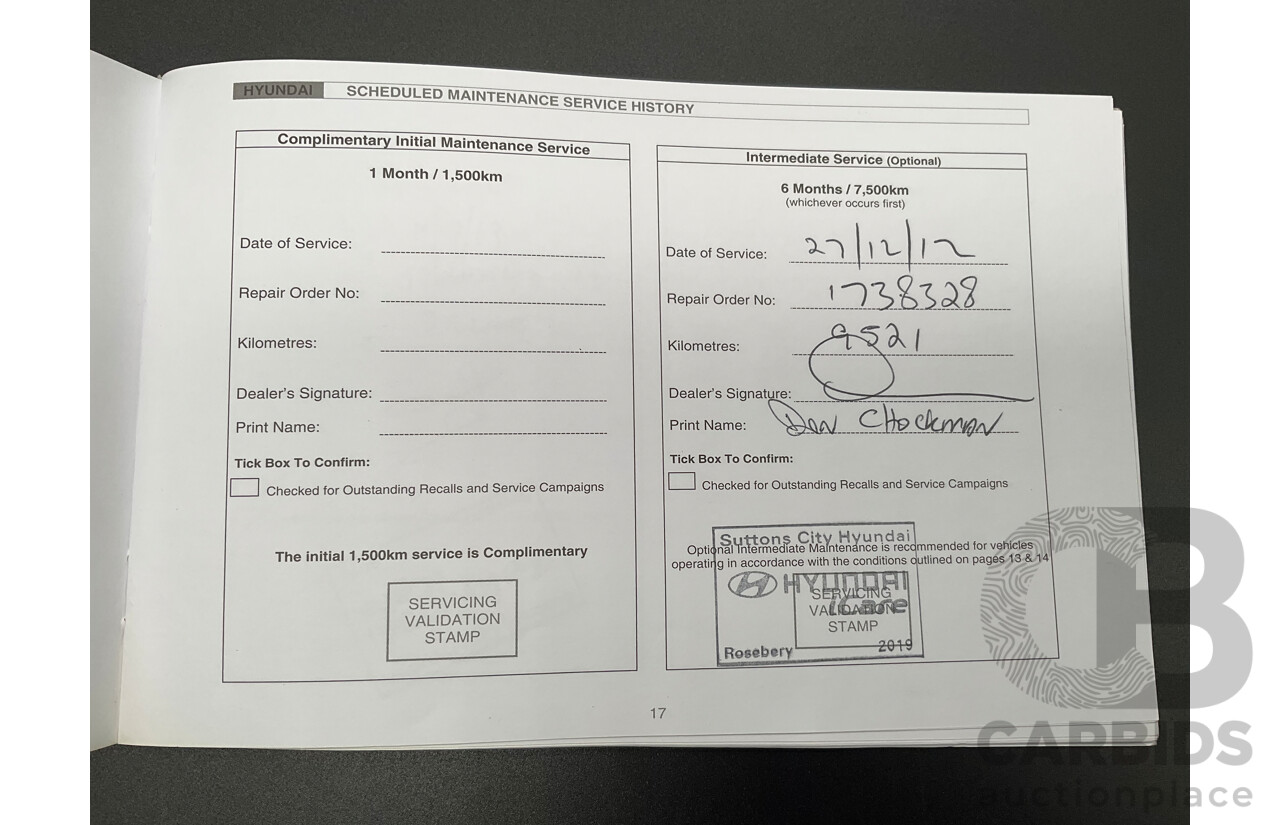 HYUNDAI SCHEDULED MAINTENANCE SERVICE HISTORY
Complimentary Initial Maintenance Service
1 Month / 1,500km
Date of Service:
Repair Order No:
Kilometres:
Dealer's Signature:
Print Name:
Tick Box To Confirm:
Checked for Outstanding Recalls and Service Campaigns
The initial 1,500km service is Complimentary
SERVICING
VALIDATION
STAMP
Intermediate Service (Optional)
6 Months / 7,500km
(whichever occurs first)
Date of Service: 27/12/12
Repair Order No: 1738328
Kilometres: 9521
Dealer's Signature:
Print Name:
Tick Box To Confirm:
Checked for Outstanding Recalls and Service Campaigns
Suttons City Hyundai
Optional Intermediate Maintenance is recommended for vehicles
operating in accordance with the conditions outlined on pages 13 & 14
HYUNDAI
iCare
SERVICING
VALIDATION
STAMP
Rosebery 2019
17
CARBIDS
auctionplace